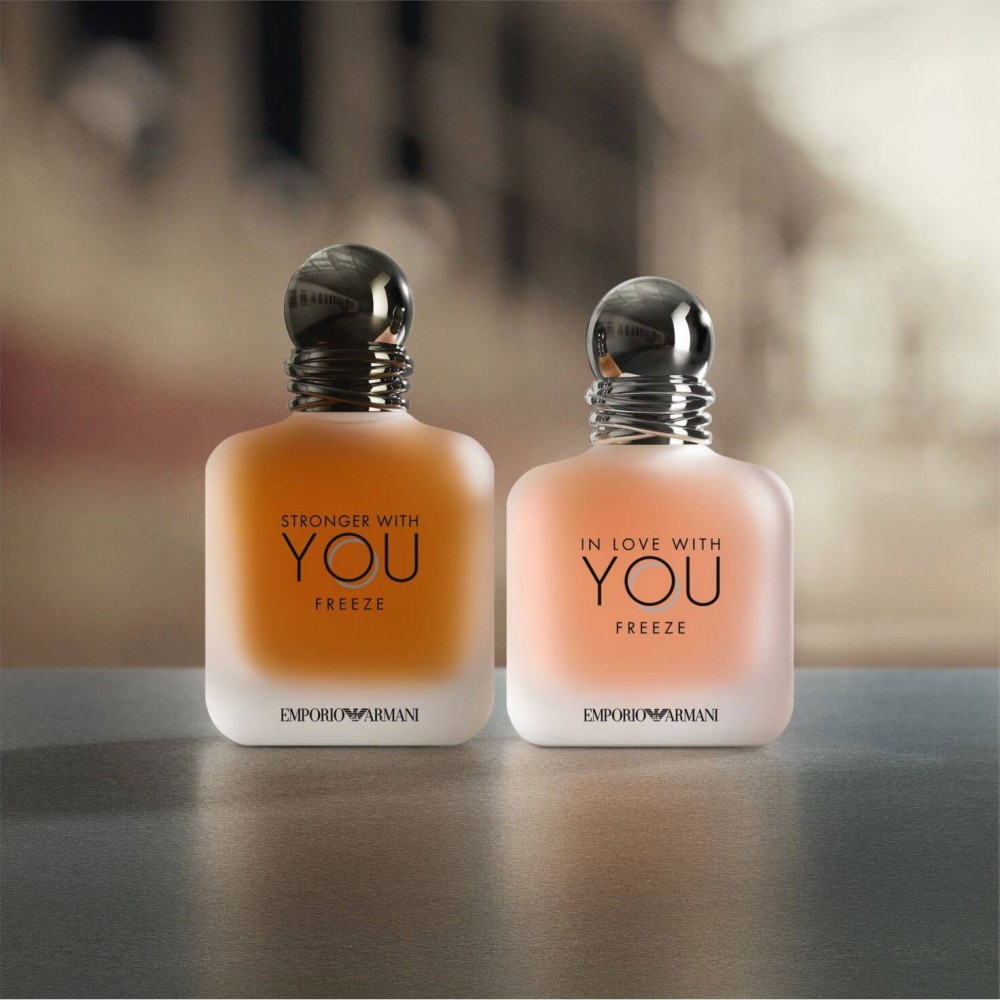 STRONGER WITH
YOU
FREEZE
EMPORIO ARMANI
IN LOVE WITH
YOU
FREEZE
EMPORIO ARMANI